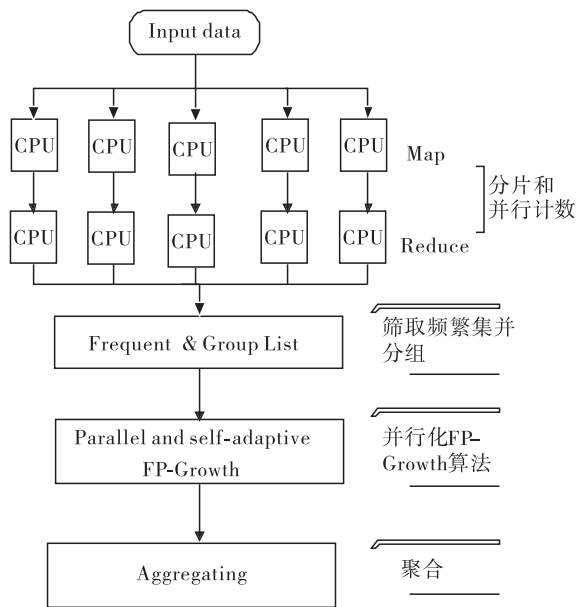 Input data
CPU CPU CPU CPU CPU
Map
分片和
并行计数
CPU CPU CPU CPU CPU
Reduce
Frequent & Group List
筛取频繁集并
分组
Parallel and self-adaptive
FP-Growth
并行化FP-
Growth算法
Aggregating
聚合